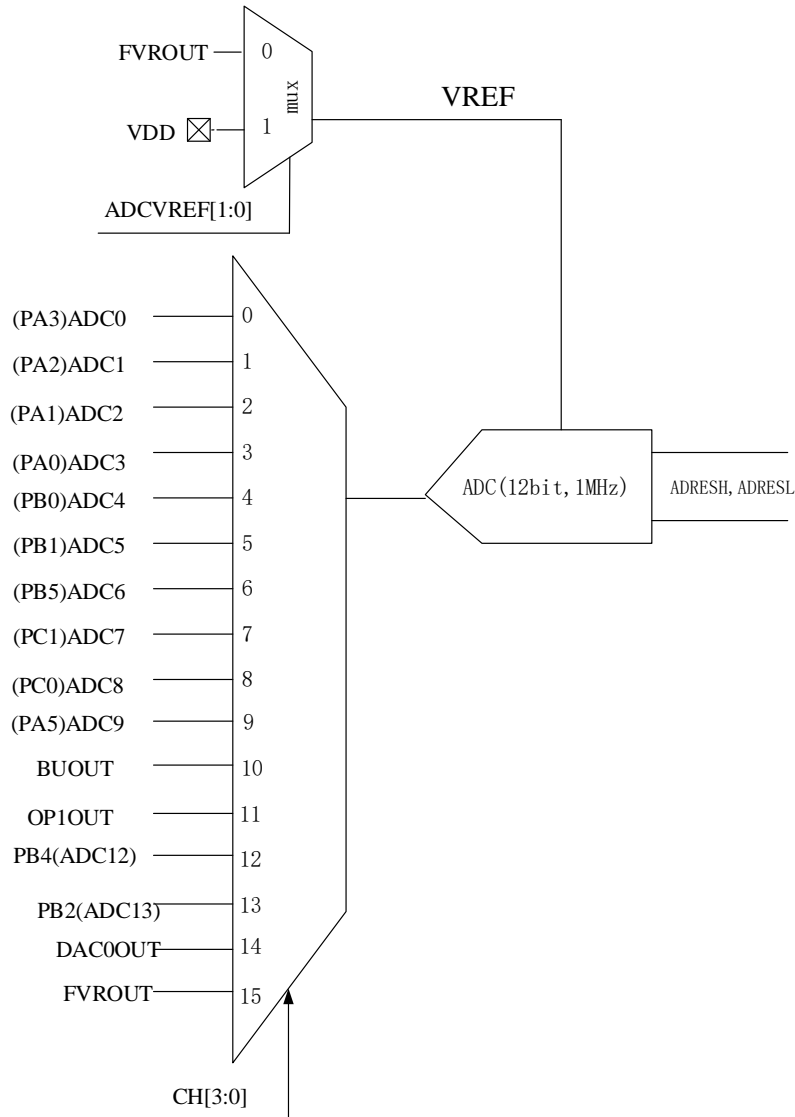 FVROUT
0
mux
VREF
VDD
1
ADCVREF[1:0]
(PA3)ADC0
0
(PA2)ADC1
1
(PA1)ADC2
2
(PA0)ADC3
3
(PB0)ADC4
4
(PB1)ADC5
5
(PB5)ADC6
6
(PC1)ADC7
7
(PC0)ADC8
8
(PA5)ADC9
9
BUOUT
10
OP1OUT
11
PB4(ADC12)
12
PB2(ADC13)
13
DAC0OUT
14
FVROUT
15
CH[3:0]
ADC(12bit,1MHz)
ADRESH,ADRESL